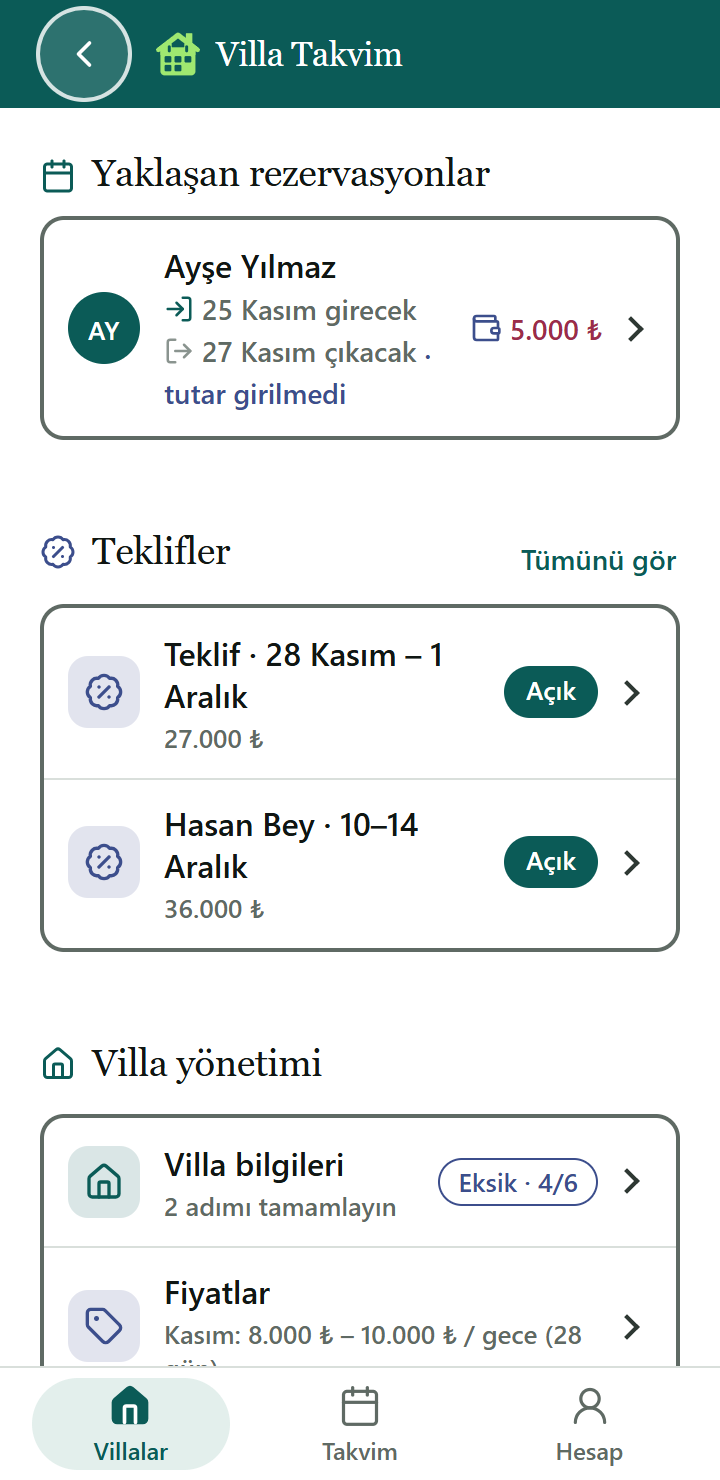 Villa Takvim
Yaklaşan rezervasyonlar
AY
Ayşe Yılmaz
25 Kasım girecek
27 Kasım çıkacak ·
tutar girilmedi
5.000 ₺
Teklifler
Tümünü gör
Teklif · 28 Kasım – 1
Aralık
27.000 ₺
Açık
Hasan Bey · 10–14
Aralık
36.000 ₺
Açık
Villa yönetimi
Villa bilgileri
2 adımı tamamlayın
Eksik · 4/6
Fiyatlar
Kasım: 8.000 ₺ – 10.000 ₺ / gece (28
Villalar
Takvim
Hesap